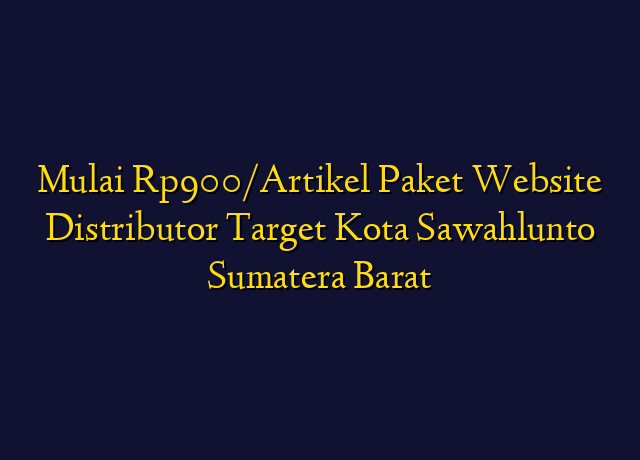 Mulai Rp900/Artikel Paket Website
Distributor Target Kota Sawahlunto
Sumatera Barat